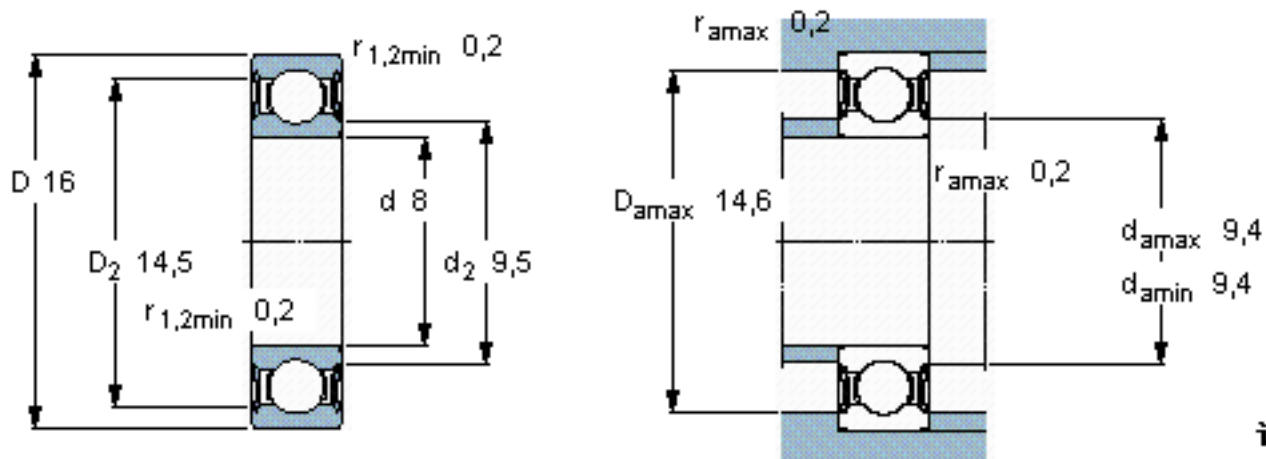 r1,2min 0,2
D 16
D2 14,5
d 8
d2 9,5
r1,2min 0,2
ramax 0,2
Damax 14,6
ramax 0,2
damax 9,4
damin 9,4